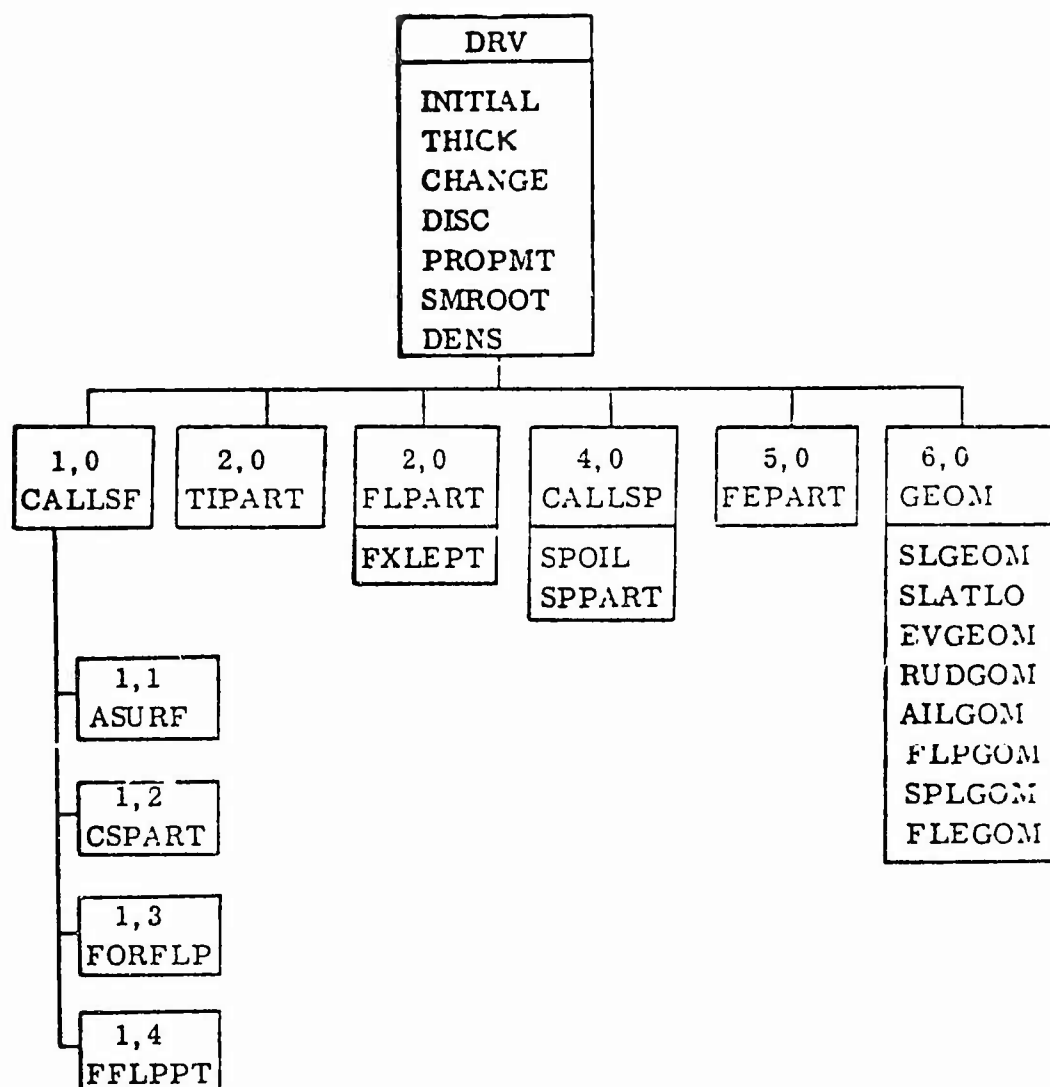 DRV
INITIAL
THICK
CHANGE
DISC
PROPMT
SMROOT
DENS
1,0
CALLSF
2,0
TIPART
2,0
FLPART
FXLEPT
4,0
CALLSP
SPOIL
SPPART
5,0
FEPART
6,0
GEOM
SLGEOM
SLATLO
EVGEOM
RUDGOM
AILGOM
FLPGOM
SPLGOM
FLEGOM
1,1
ASURF
1,2
CSPART
1,3
FORFLP
1,4
FFLPPT